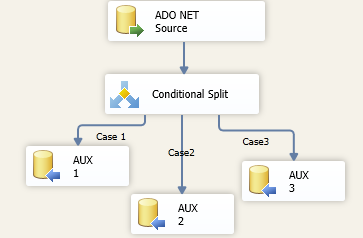 ADO NET
Source
Conditional Split
Case 1
Case2
Case3
AUX
1
AUX
2
AUX
3